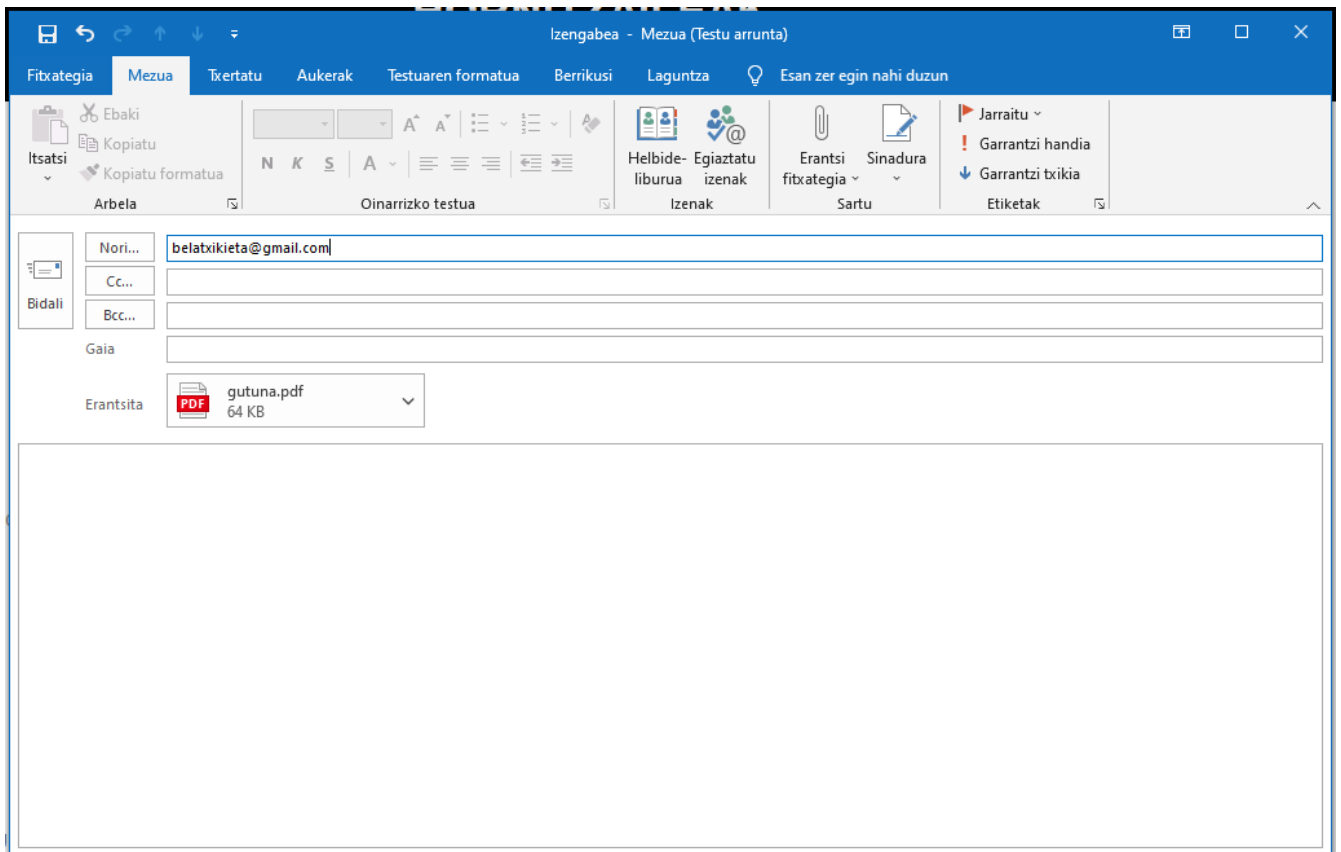 Izengabea - Mezua (Testu arrunta)
Fitxategia Mezua Txertatu Aukerak Testuaren formatua Berrikusi Laguntza Esan zer egin nahi duzun
Itsatsi
Ebaki
Kopiatu
Kopiatu formatua
Arbela
N K S A
Oinarrizko testua
Helbide-liburua
Egiaztatu izenak
Izenak
Erantsi fitxategia
Sinadura
Sartu
Jarraitu
Garrantzi handia
Garrantzi txikia
Etiketak
Bidali
Nori... belatxikieta@gmail.com
Cc...
Bcc...
Gaia
Erantsita
PDF
gutuna.pdf
64 KB